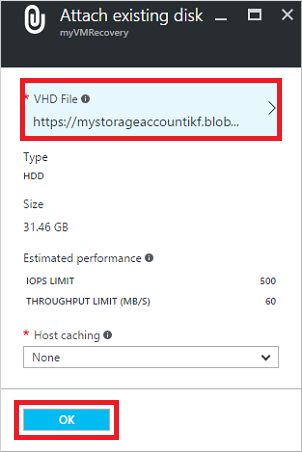 Attach existing disk
myVMRecovery
* VHD File
https://mystorageaccountikf.blob...
Type
HDD
Size
31.46 GB
Estimated performance
IOPS LIMIT 500
THROUGHPUT LIMIT (MB/S) 60
* Host caching
None
OK